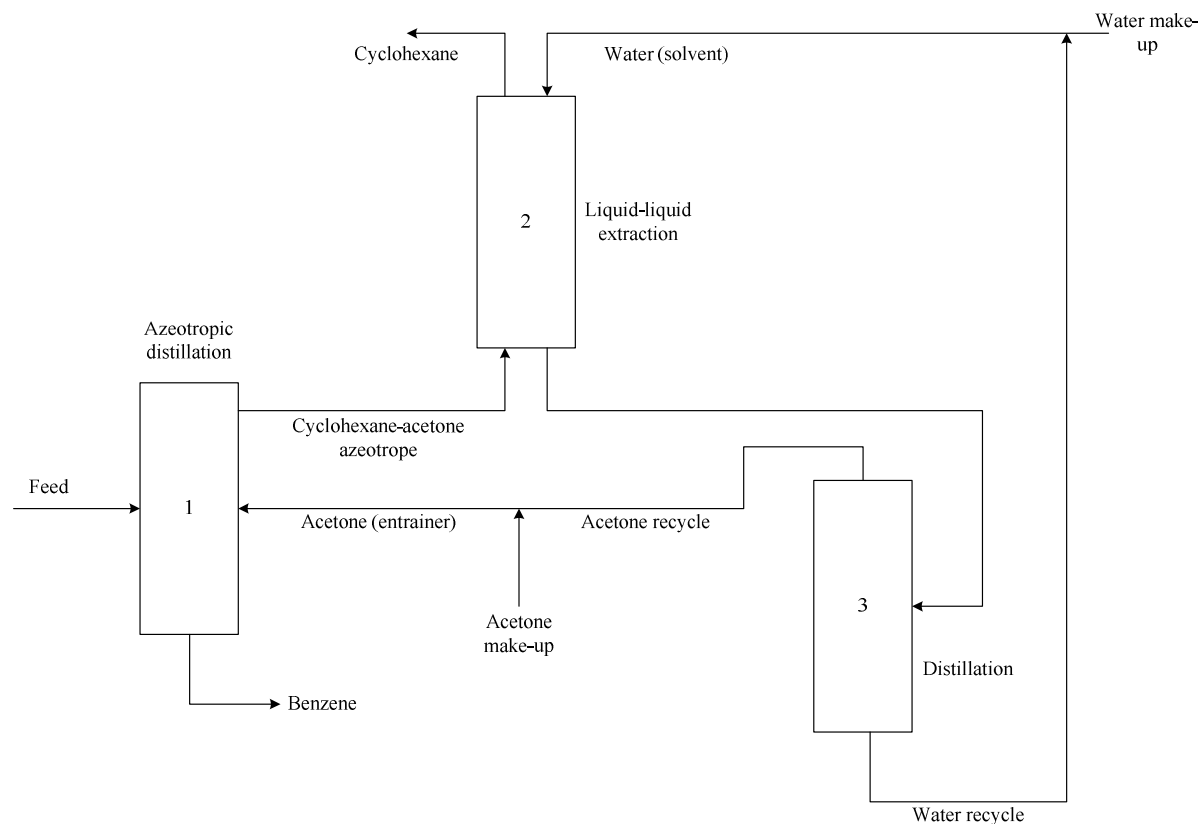 Water make-
up
Cyclohexane
Water (solvent)
2
Liquid-liquid
extraction
Azeotropic
distillation
Cyclohexane-acetone
azeotrope
Feed
1
Acetone (entrainer)
Acetone recycle
3
Acetone
make-up
Distillation
Benzene
Water recycle